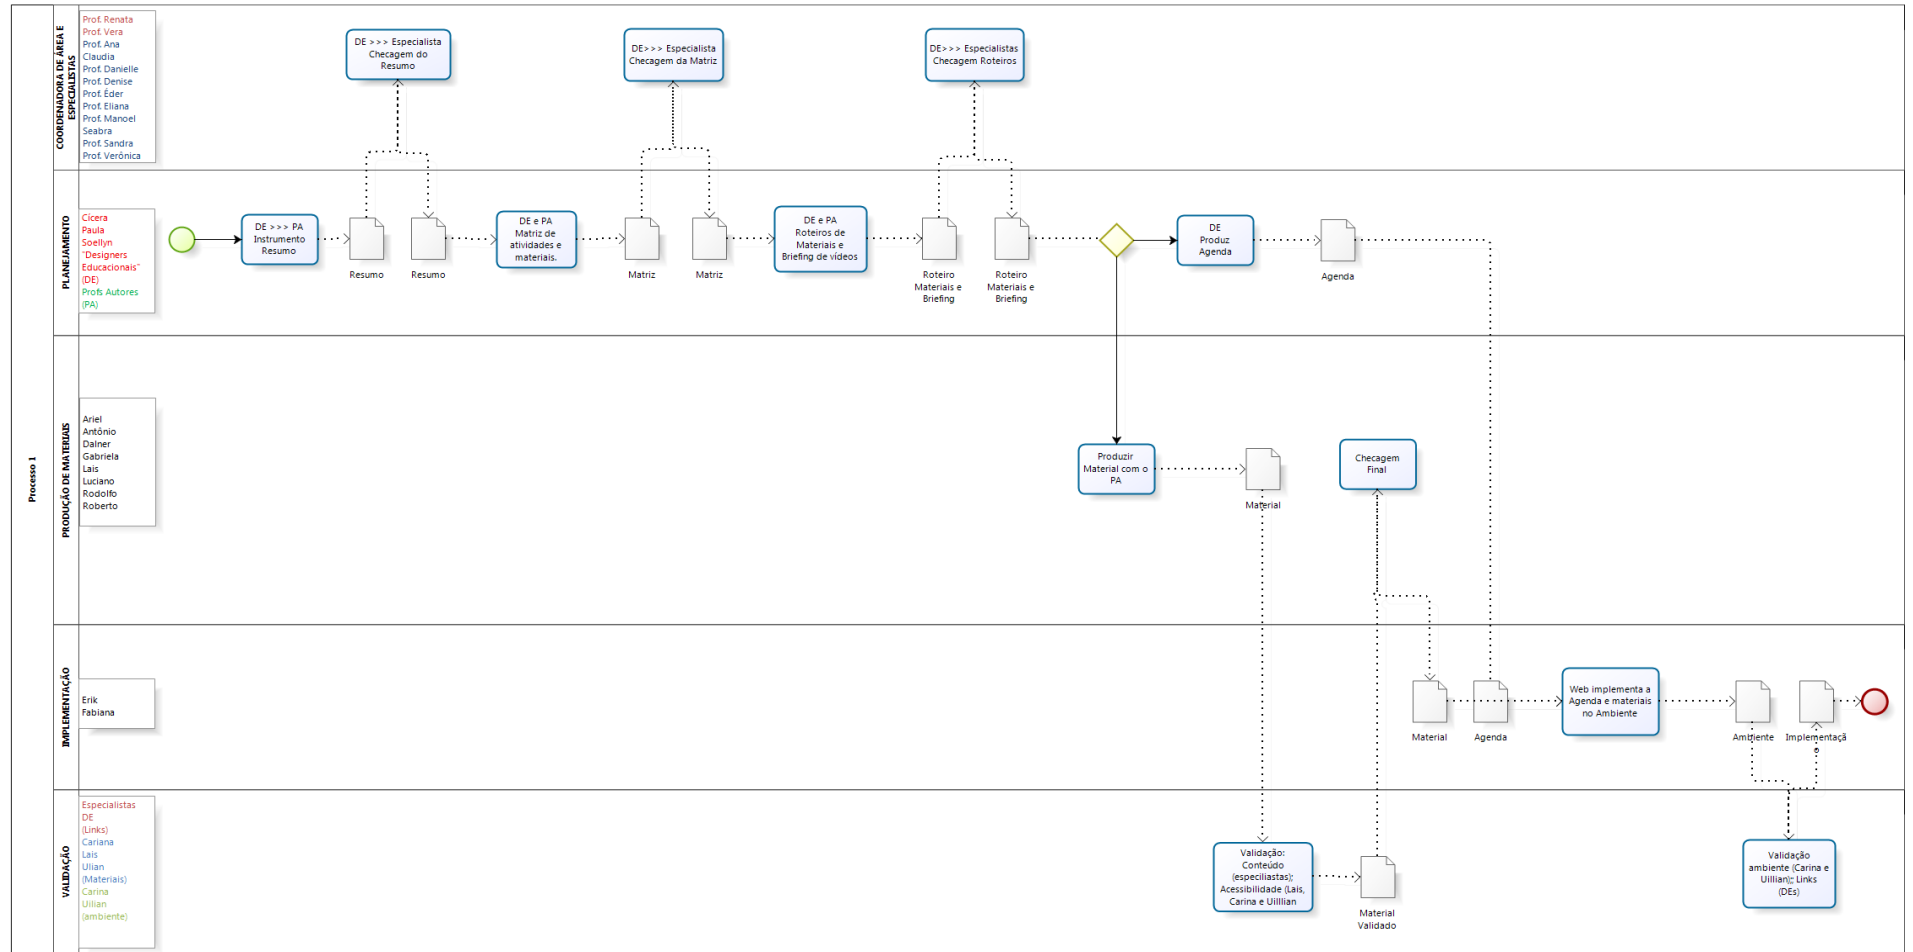 Processo 1
COORDENADORA DE ÁREA E
ESPECIALISTAS
Prof. Renata
Prof. Vera
Prof. Ana
Claudia
Prof. Danielle
Prof. Denise
Prof. Éder
Prof. Eliana
Prof. Manoel
Seabra
Prof. Sandra
Prof. Verônica
DE >>> Especialista
Checagem do
Resumo
DE>>> Especialista
Checagem da Matriz
DE>>> Especialistas
Checagem Roteiros
PLANEJAMENTO
Cícera
Paula
Soellyn
"Designers
Educacionais"
(DE)
Profs Autores
(PA)
DE >>> PA
Instrumento
Resumo
Resumo
Resumo
DE e PA
Matriz de
atividades e
materiais.
Matriz
Matriz
DE e PA
Roteiros de
Materiais e
Briefing de vídeos
Roteiro
Materiais e
Briefing
Roteiro
Materiais e
Briefing
DE
Produz
Agenda
Agenda
PRODUÇÃO DE MATERIAIS
Ariel
Antônio
Dalner
Gabriela
Lais
Luciano
Rodolfo
Roberto
Produzir
Material com o
PA
Material
Checagem
Final
IMPLEMENTAÇÃO
Erik
Fabiana
Material
Agenda
Web implementa a
Agenda e materiais
no Ambiente
Ambiente
Implementaçã
o
VALIDAÇÃO
Especialistas
DE
(Links)
Cariana
Lais
Ulian
(Materiais)
Carina
Uilian
(ambiente)
Validação:
Conteúdo
(especiliastas);
Acessibilidade (Lais,
Carina e Uilllian
Material
Validado
Validação
ambiente (Carina e
Uillian); Links
(DEs)